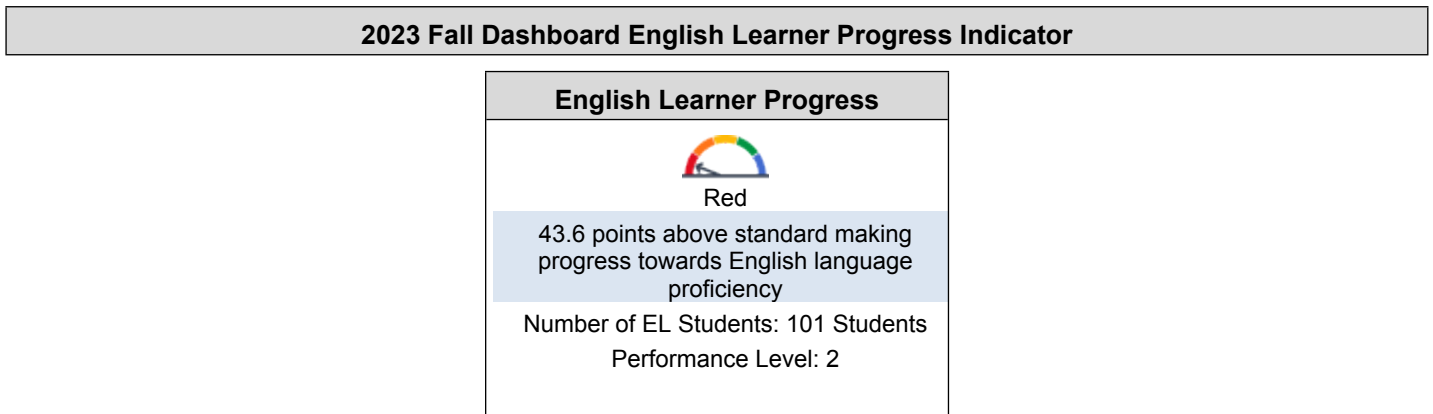 2023 Fall Dashboard English Learner Progress Indicator
English Learner Progress
Red
43.6 points above standard making
progress towards English language
proficiency
Number of EL Students: 101 Students
Performance Level: 2